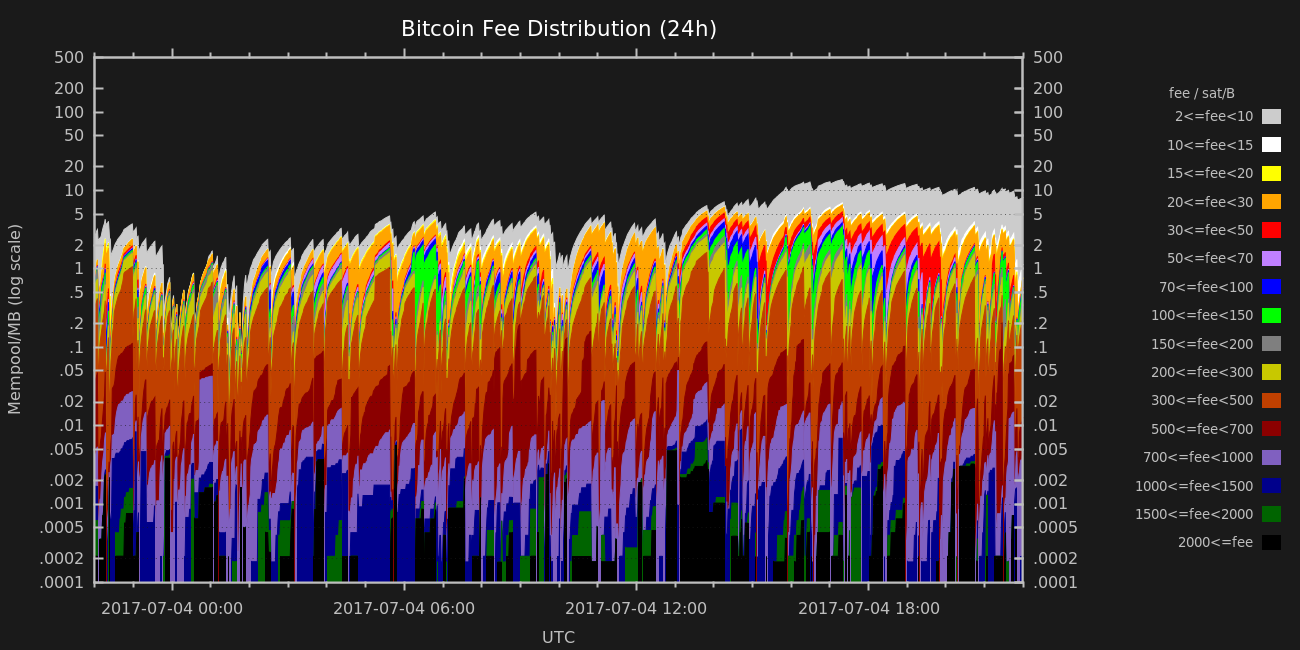 Bitcoin Fee Distribution (24h)
500
200
100
50
20
10
5
2
1
.5
.2
.1
.05
.02
.01
.005
.002
.001
.0005
.0002
.0001
Mempool/MB (log scale)
500
200
100
50
20
10
5
2
1
.5
.2
.1
.05
.02
.01
.005
.002
.001
.0005
.0002
.0001
2017-07-04 00:00
2017-07-04 06:00
2017-07-04 12:00
2017-07-04 18:00
UTC
fee / sat/B
2<=fee<10
10<=fee<15
15<=fee<20
20<=fee<30
30<=fee<50
50<=fee<70
70<=fee<100
100<=fee<150
150<=fee<200
200<=fee<300
300<=fee<500
500<=fee<700
700<=fee<1000
1000<=fee<1500
1500<=fee<2000
2000<=fee